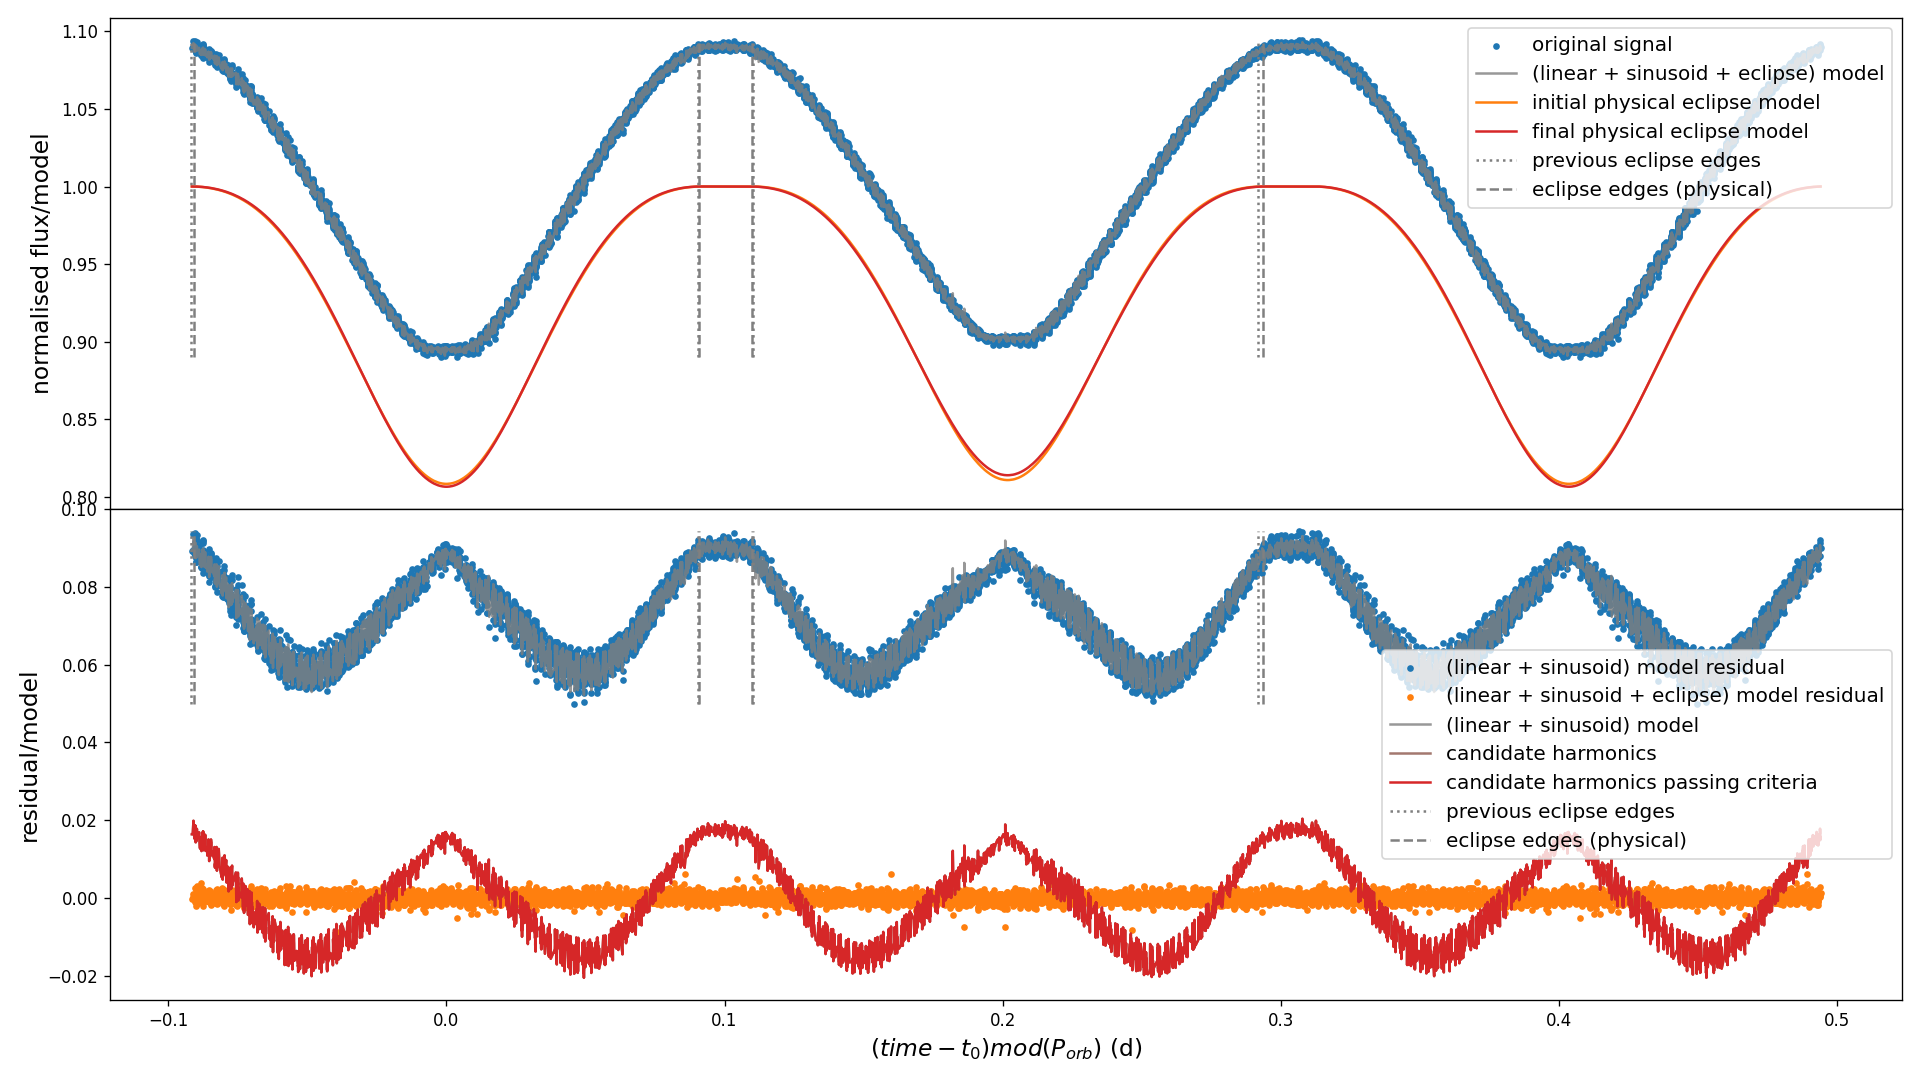 normalised flux/model
1.10
1.05
1.00
0.95
0.90
0.85
0.80
original signal
(linear + sinusoid + eclipse) model
initial physical eclipse model
final physical eclipse model
previous eclipse edges
eclipse edges (physical)
residual/model
0.10
0.08
0.06
0.04
0.02
0.00
−0.02
(linear + sinusoid) model residual
(linear + sinusoid + eclipse) model residual
(linear + sinusoid) model
candidate harmonics
candidate harmonics passing criteria
previous eclipse edges
eclipse edges (physical)
−0.1 0.0 0.1 0.2 0.3 0.4 0.5
(time − t₀)mod(P_orb) (d)